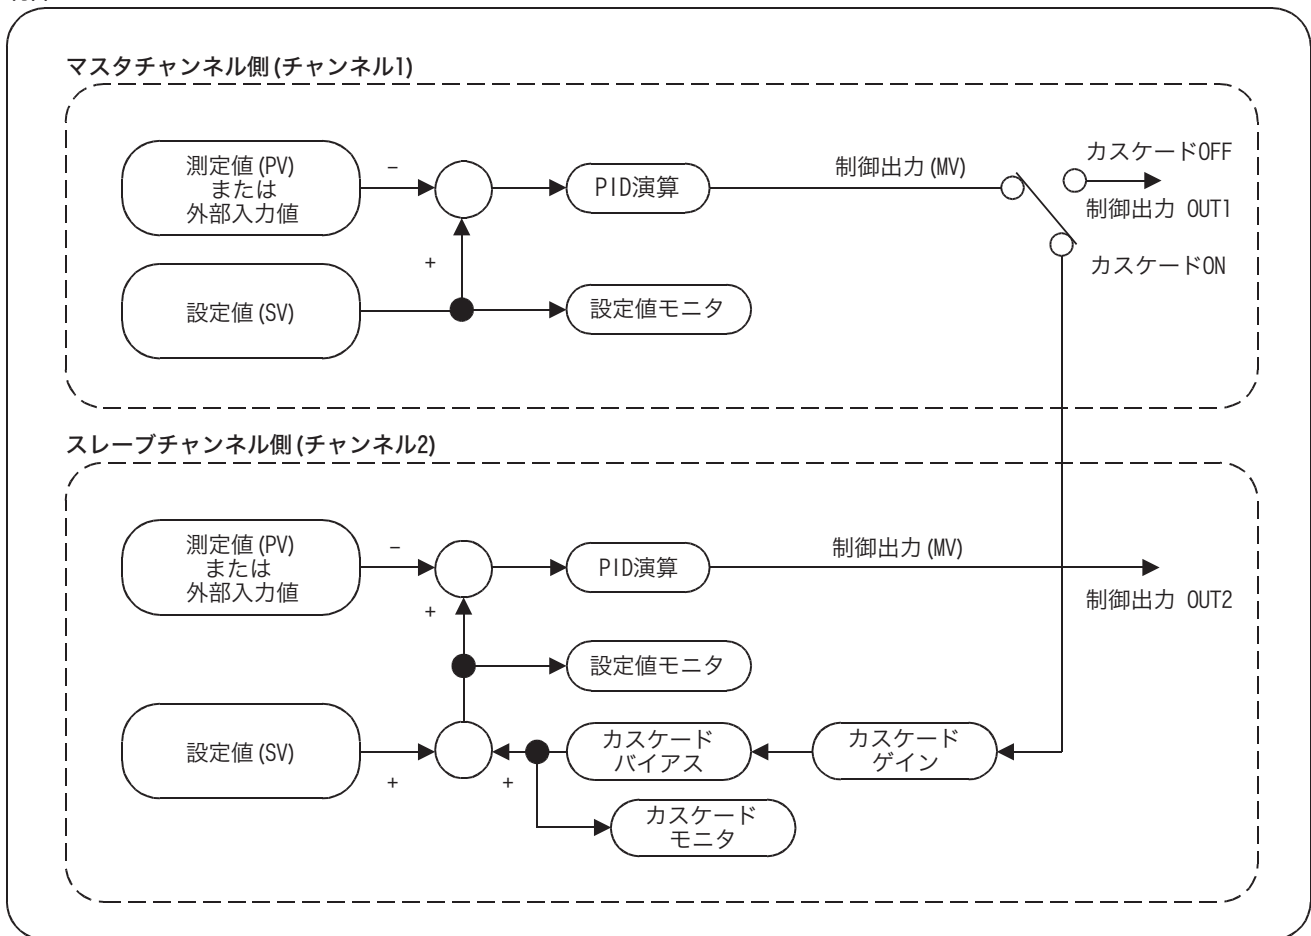 マスタチャンネル側(チャンネル1)
測定値(PV)
または
外部入力値
−
PID演算
制御出力(MV)
カスケードOFF
制御出力 OUT1
カスケードON
+
設定値(SV)
設定値モニタ
スレーブチャンネル側(チャンネル2)
測定値(PV)
または
外部入力値
−
+
PID演算
制御出力(MV)
制御出力 OUT2
設定値モニタ
設定値(SV)
+
+
カスケード
バイアス
カスケード
ゲイン
カスケード
モニタ